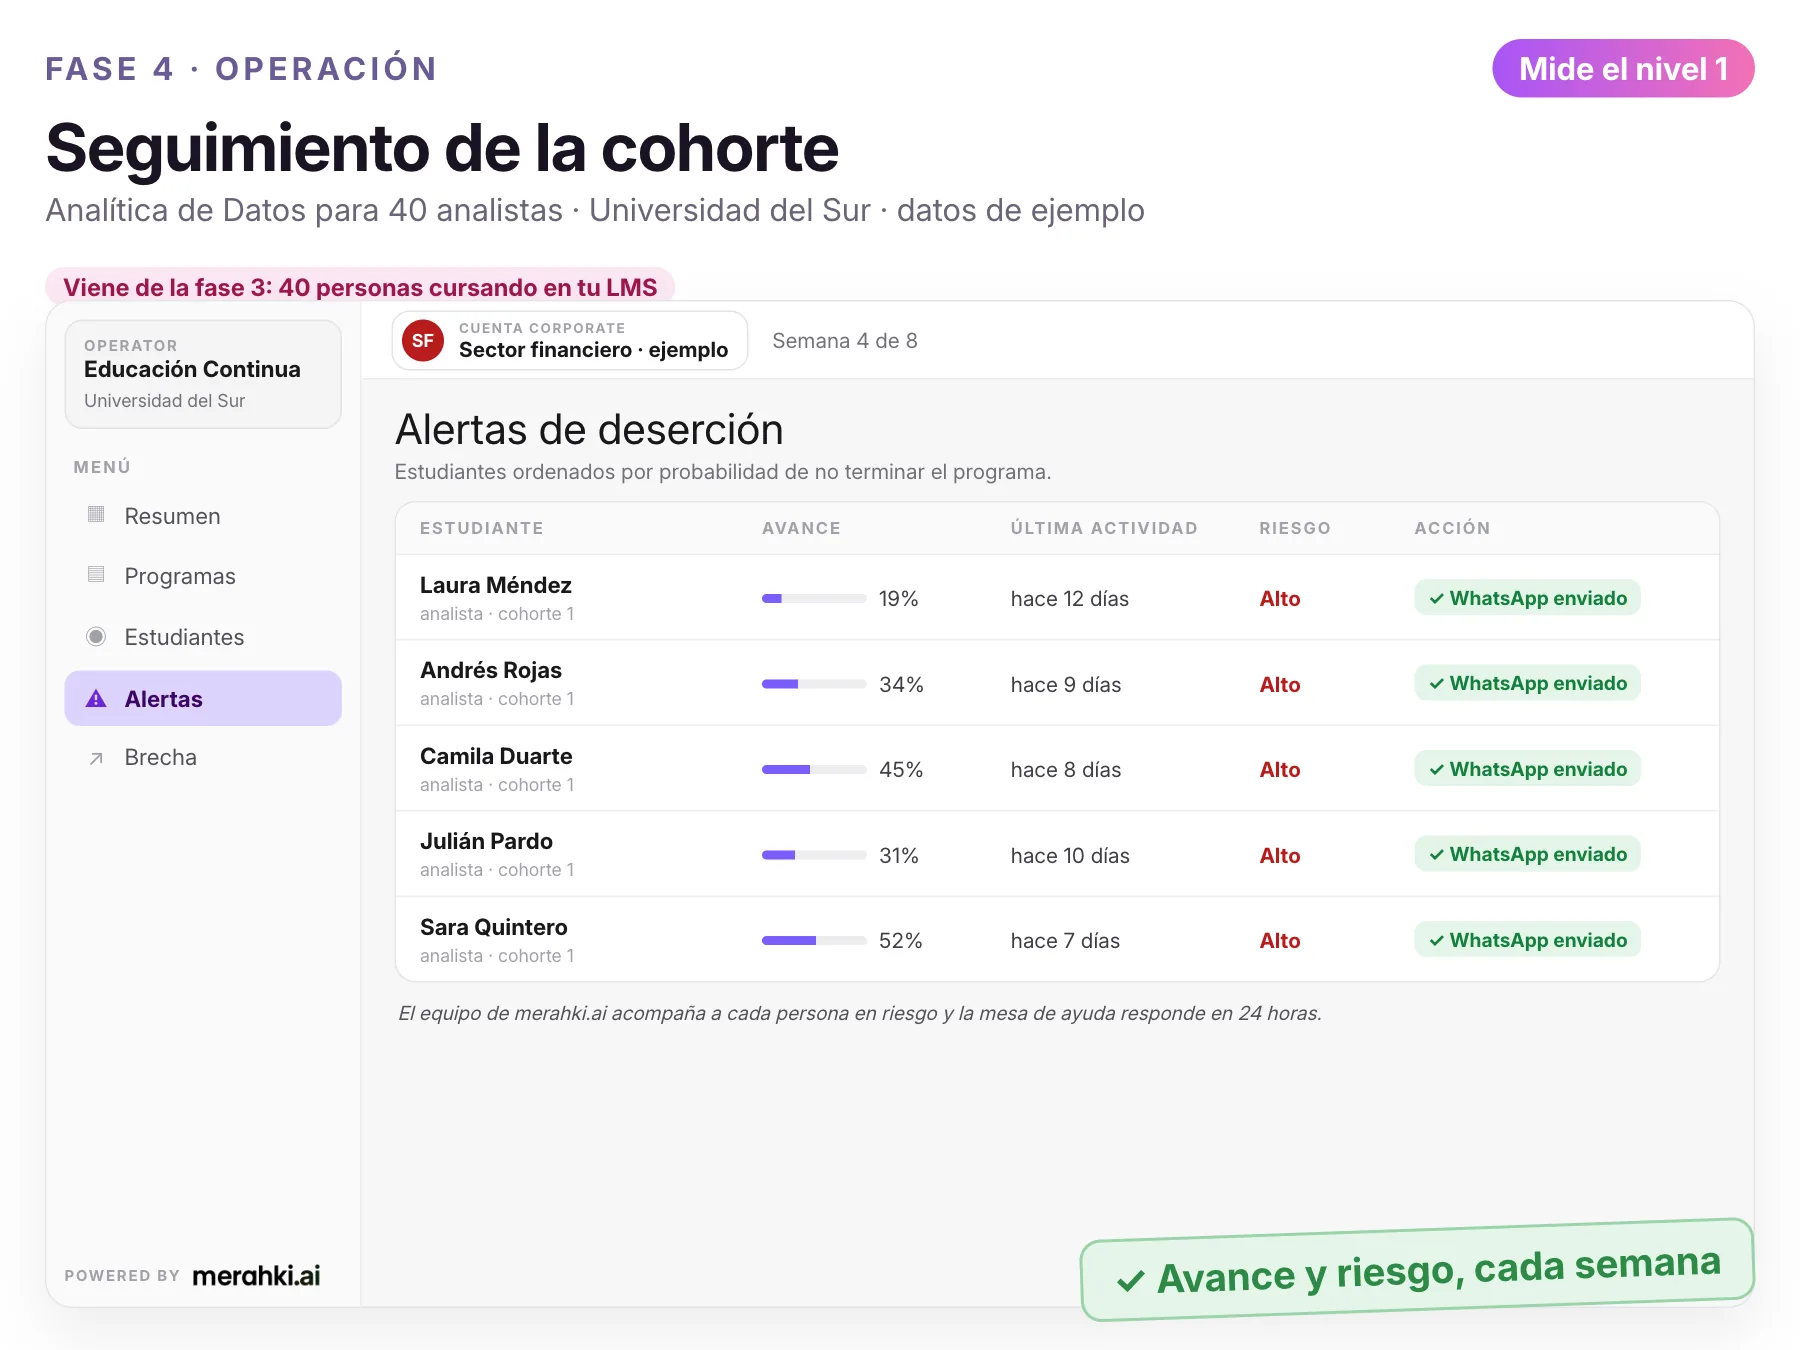 FASE 4 · OPERACIÓN
Mide el nivel 1
Seguimiento de la cohorte
Analítica de Datos para 40 analistas · Universidad del Sur · datos de ejemplo
Viene de la fase 3: 40 personas cursando en tu LMS
OPERATOR
Educación Continua
Universidad del Sur
MENÚ
Resumen
Programas
Estudiantes
Alertas
Brecha
POWERED BY merahki.ai
SF
CUENTA CORPORATE
Sector financiero · ejemplo
Semana 4 de 8
Alertas de deserción
Estudiantes ordenados por probabilidad de no terminar el programa.
ESTUDIANTE AVANCE ÚLTIMA ACTIVIDAD RIESGO ACCIÓN
Laura Méndez
analista · cohorte 1
19% hace 12 días Alto ✓ WhatsApp enviado
Andrés Rojas
analista · cohorte 1
34% hace 9 días Alto ✓ WhatsApp enviado
Camila Duarte
analista · cohorte 1
45% hace 8 días Alto ✓ WhatsApp enviado
Julián Pardo
analista · cohorte 1
31% hace 10 días Alto ✓ WhatsApp enviado
Sara Quintero
analista · cohorte 1
52% hace 7 días Alto ✓ WhatsApp enviado
El equipo de merahki.ai acompaña a cada persona en riesgo y la mesa de ayuda responde en 24 horas.
✓ Avance y riesgo, cada semana